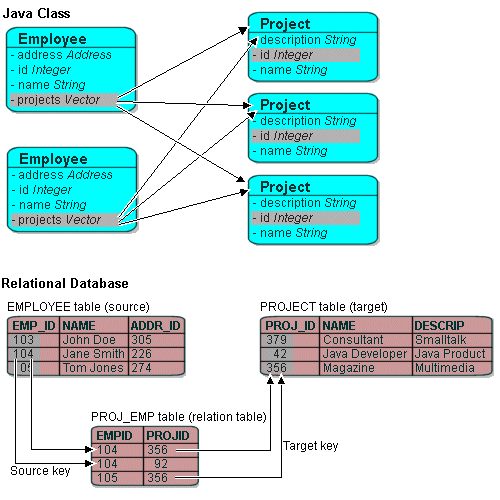 Java Class
Employee
- address Address
- id Integer
- name String
- projects Vector
Project
- description String
- id Integer
- name String
Project
- description String
- id Integer
- name String
Employee
- address Address
- id Integer
- name String
- projects Vector
Project
- description String
- id Integer
- name String
Relational Database
EMPLOYEE table (source)
EMP_ID NAME ADDR_ID
103 John Doe 305
104 Jane Smith 226
105 Tom Jones 274
PROJECT table (target)
PROJ_ID NAME DESCRIP
379 Consultant Smalltalk
42 Java Developer Java Product
356 Magazine Multimedia
PROJ_EMP table (relation table)
EMPID PROJID
104 356
104 92
105 356
Source key
Target key